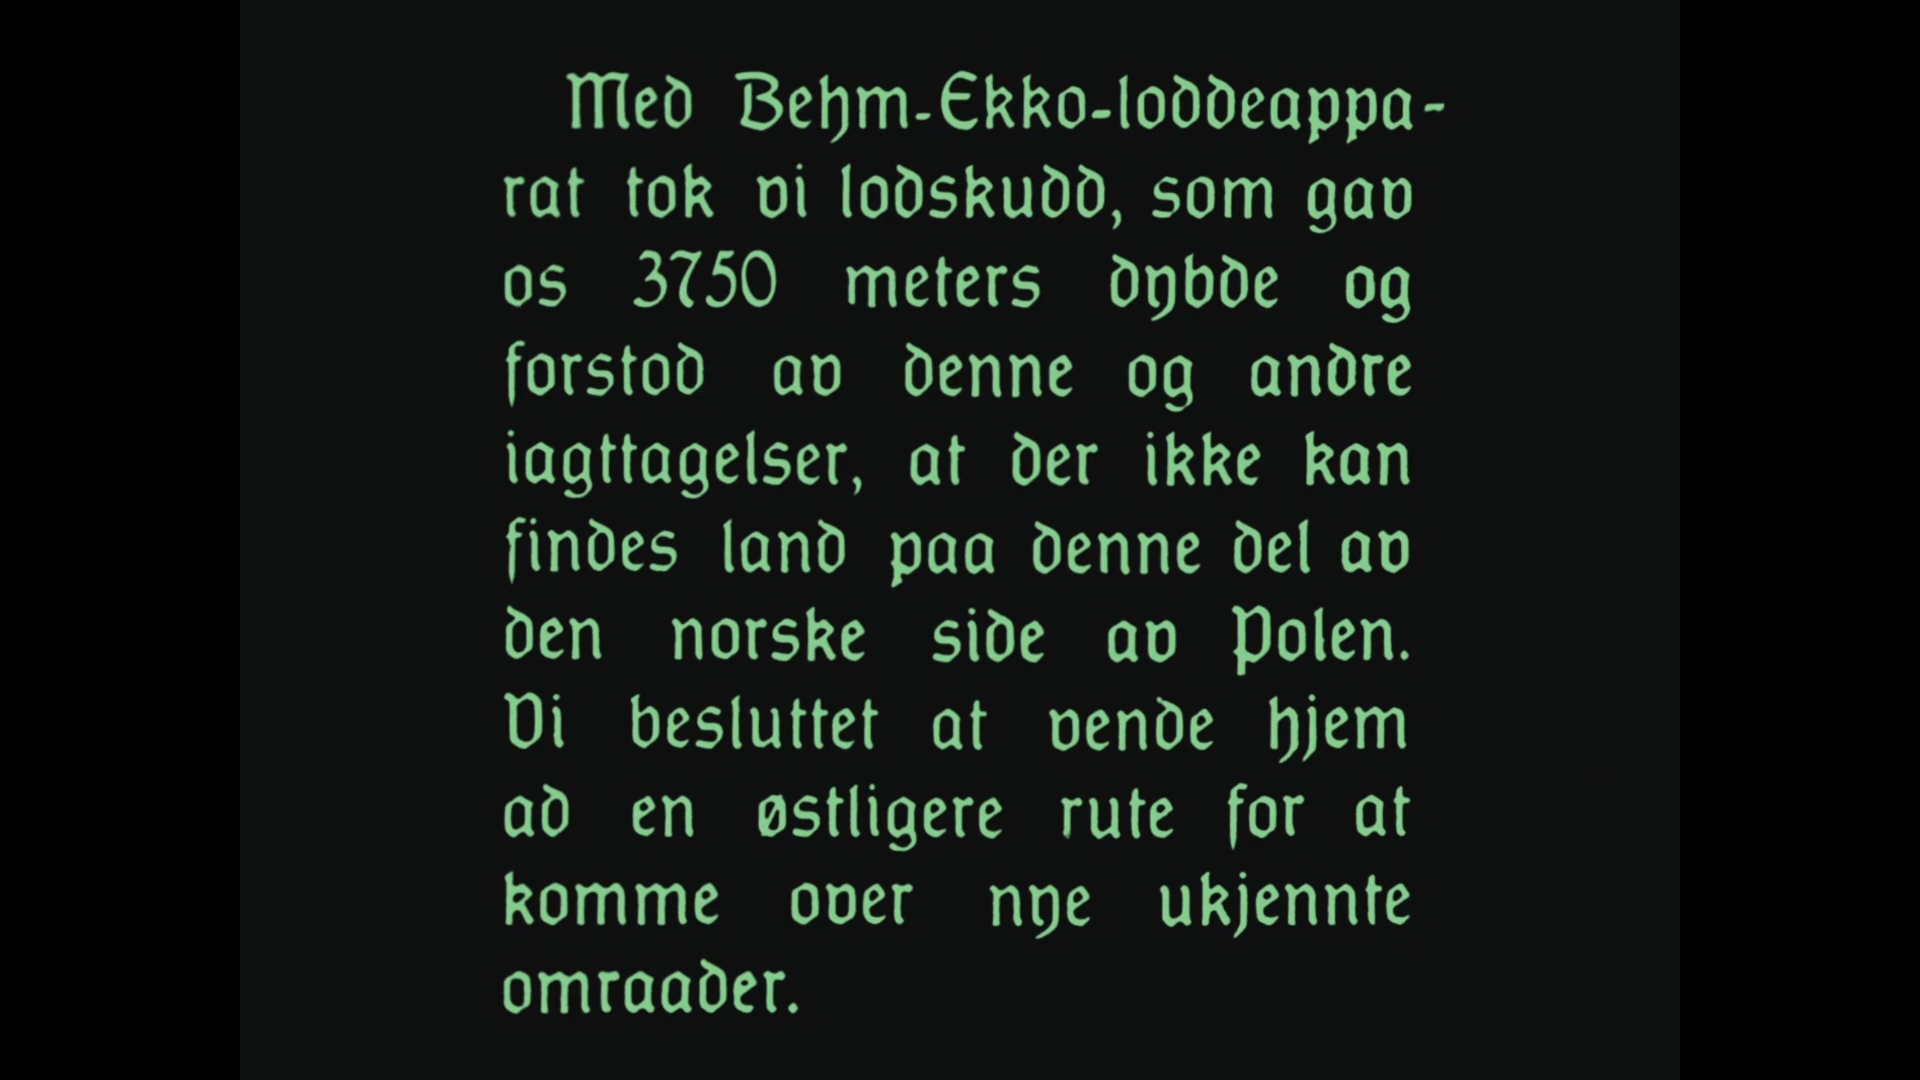 Med Behm-Ekko-loddeappa-
rat tok vi lodskudd, som gav
os 3750 meters dybde og
forstod av denne og andre
iagttagelser, at der ikke kan
findes land paa denne del av
den norske side av Polen.
Vi besluttet at vende hjem
ad en østligere rute for at
komme over nye ukjennte
omraader.